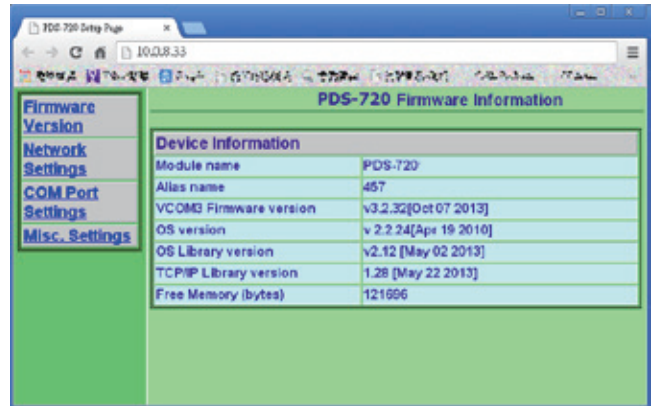 PDS-720 Setup Page
10.0.8.33
PDS-720 Firmware Information
Firmware
Version
Network
Settings
COM Port
Settings
Misc. Settings
Device Information
Module name PDS-720
Alias name 457
VCOM3 Firmware version v3.2.32[Oct 07 2013]
OS version v 2.2.24[Apr 19 2010]
OS Library version v2.12 [May 02 2013]
TCP/IP Library version 1.28 [May 22 2013]
Free Memory (bytes) 121696